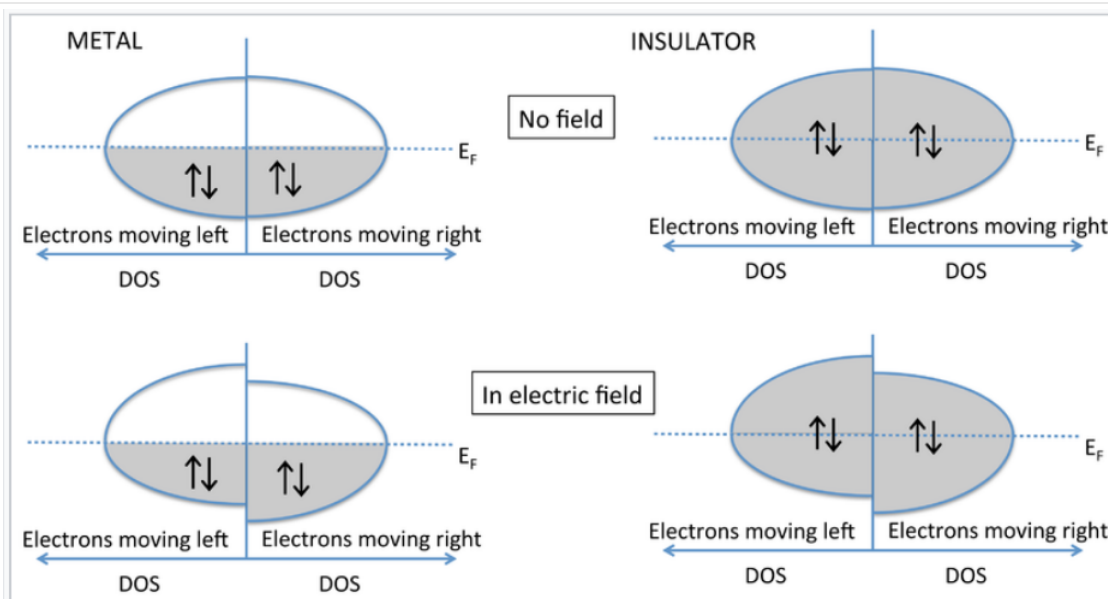 METAL
INSULATOR
No field
↑↓ ↑↓
E_F
↑↓ ↑↓
E_F
Electrons moving left Electrons moving right
DOS DOS
Electrons moving left Electrons moving right
DOS DOS
In electric field
↑↓ ↑↓
E_F
↑↓ ↑↓
E_F
Electrons moving left Electrons moving right
DOS DOS
Electrons moving left Electrons moving right
DOS DOS